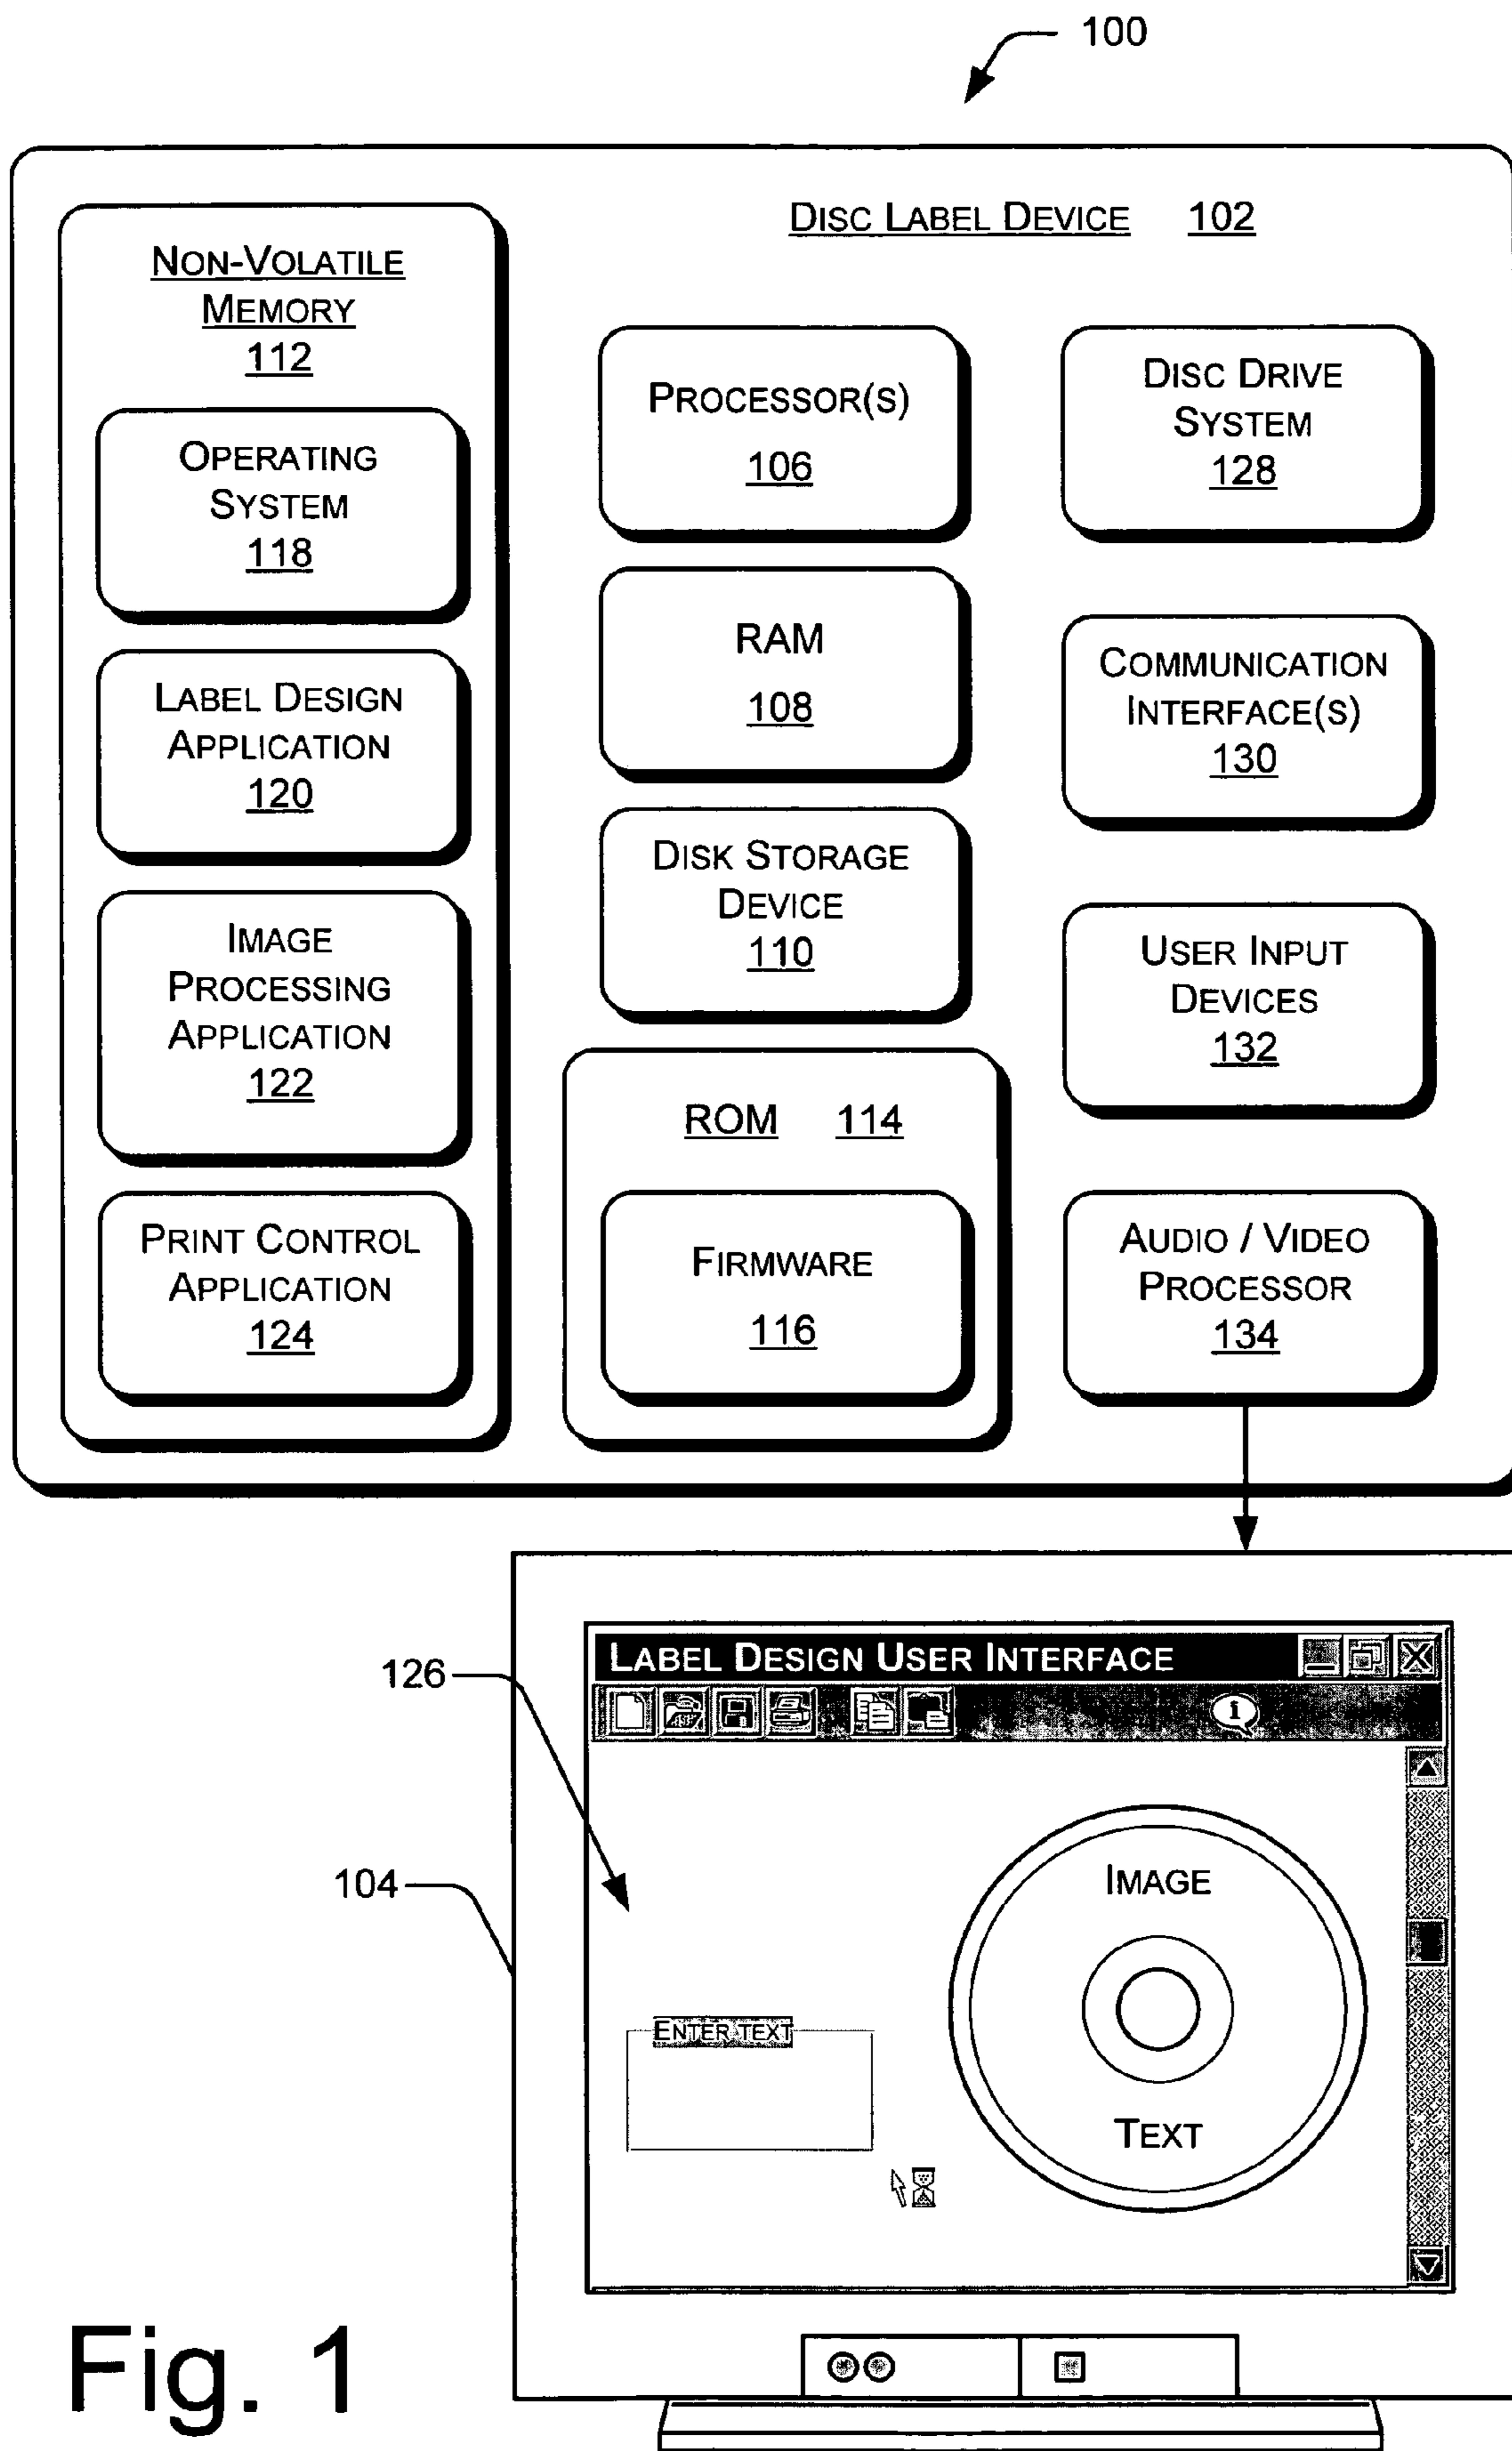 100
DISC LABEL DEVICE 102
NON-VOLATILE
MEMORY
112
OPERATING
SYSTEM
118
LABEL DESIGN
APPLICATION
120
IMAGE
PROCESSING
APPLICATION
122
PRINT CONTROL
APPLICATION
124
PROCESSOR(S)
106
RAM
108
DISK STORAGE
DEVICE
110
ROM 114
FIRMWARE
116
DISC DRIVE
SYSTEM
128
COMMUNICATION
INTERFACE(S)
130
USER INPUT
DEVICES
132
AUDIO / VIDEO
PROCESSOR
134
126
104
LABEL DESIGN USER INTERFACE
i
IMAGE
ENTER TEXT
TEXT
Fig. 1